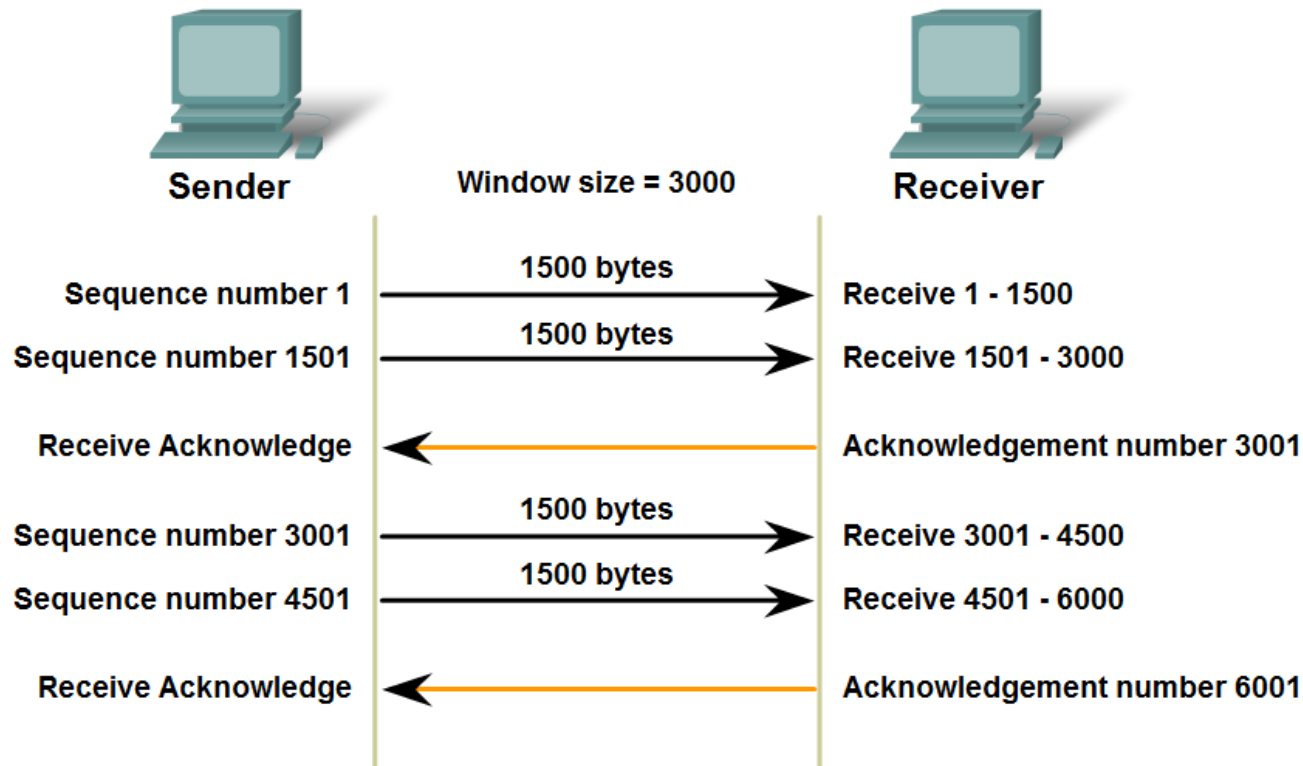 Sender
Window size = 3000
Receiver
1500 bytes
Sequence number 1
Receive 1 - 1500
1500 bytes
Sequence number 1501
Receive 1501 - 3000
Receive Acknowledge
Acknowledgement number 3001
1500 bytes
Sequence number 3001
Receive 3001 - 4500
1500 bytes
Sequence number 4501
Receive 4501 - 6000
Receive Acknowledge
Acknowledgement number 6001